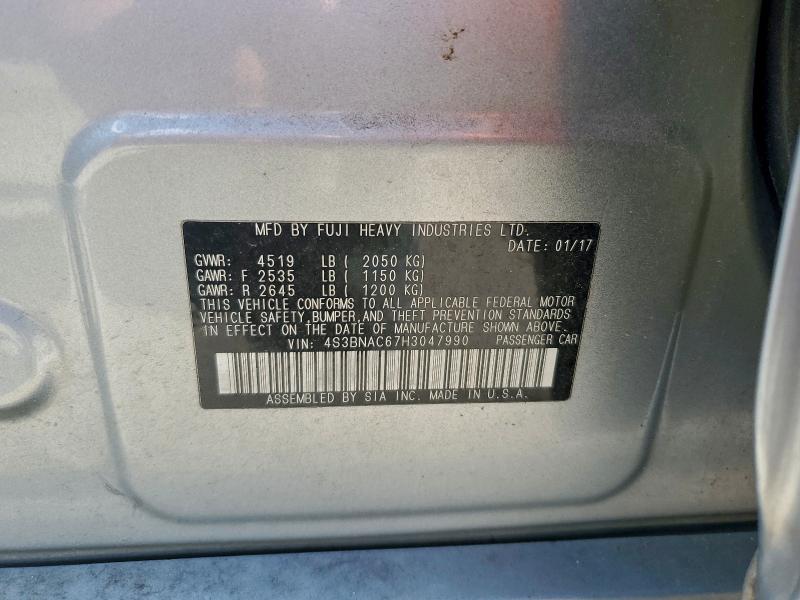 MFD BY FUJI HEAVY INDUSTRIES LTD.
DATE: 01/17
GVWR: 4519 LB ( 2050 KG)
GAWR: F 2535 LB ( 1150 KG)
GAWR: R 2645 LB ( 1200 KG)
THIS VEHICLE CONFORMS TO ALL APPLICABLE FEDERAL MOTOR
VEHICLE SAFETY, BUMPER, AND THEFT PREVENTION STANDARDS
IN EFFECT ON THE DATE OF MANUFACTURE SHOWN ABOVE.
VIN: 4S3BNAC67H3047990 PASSENGER CAR
ASSEMBLED BY SIA INC. MADE IN U.S.A.